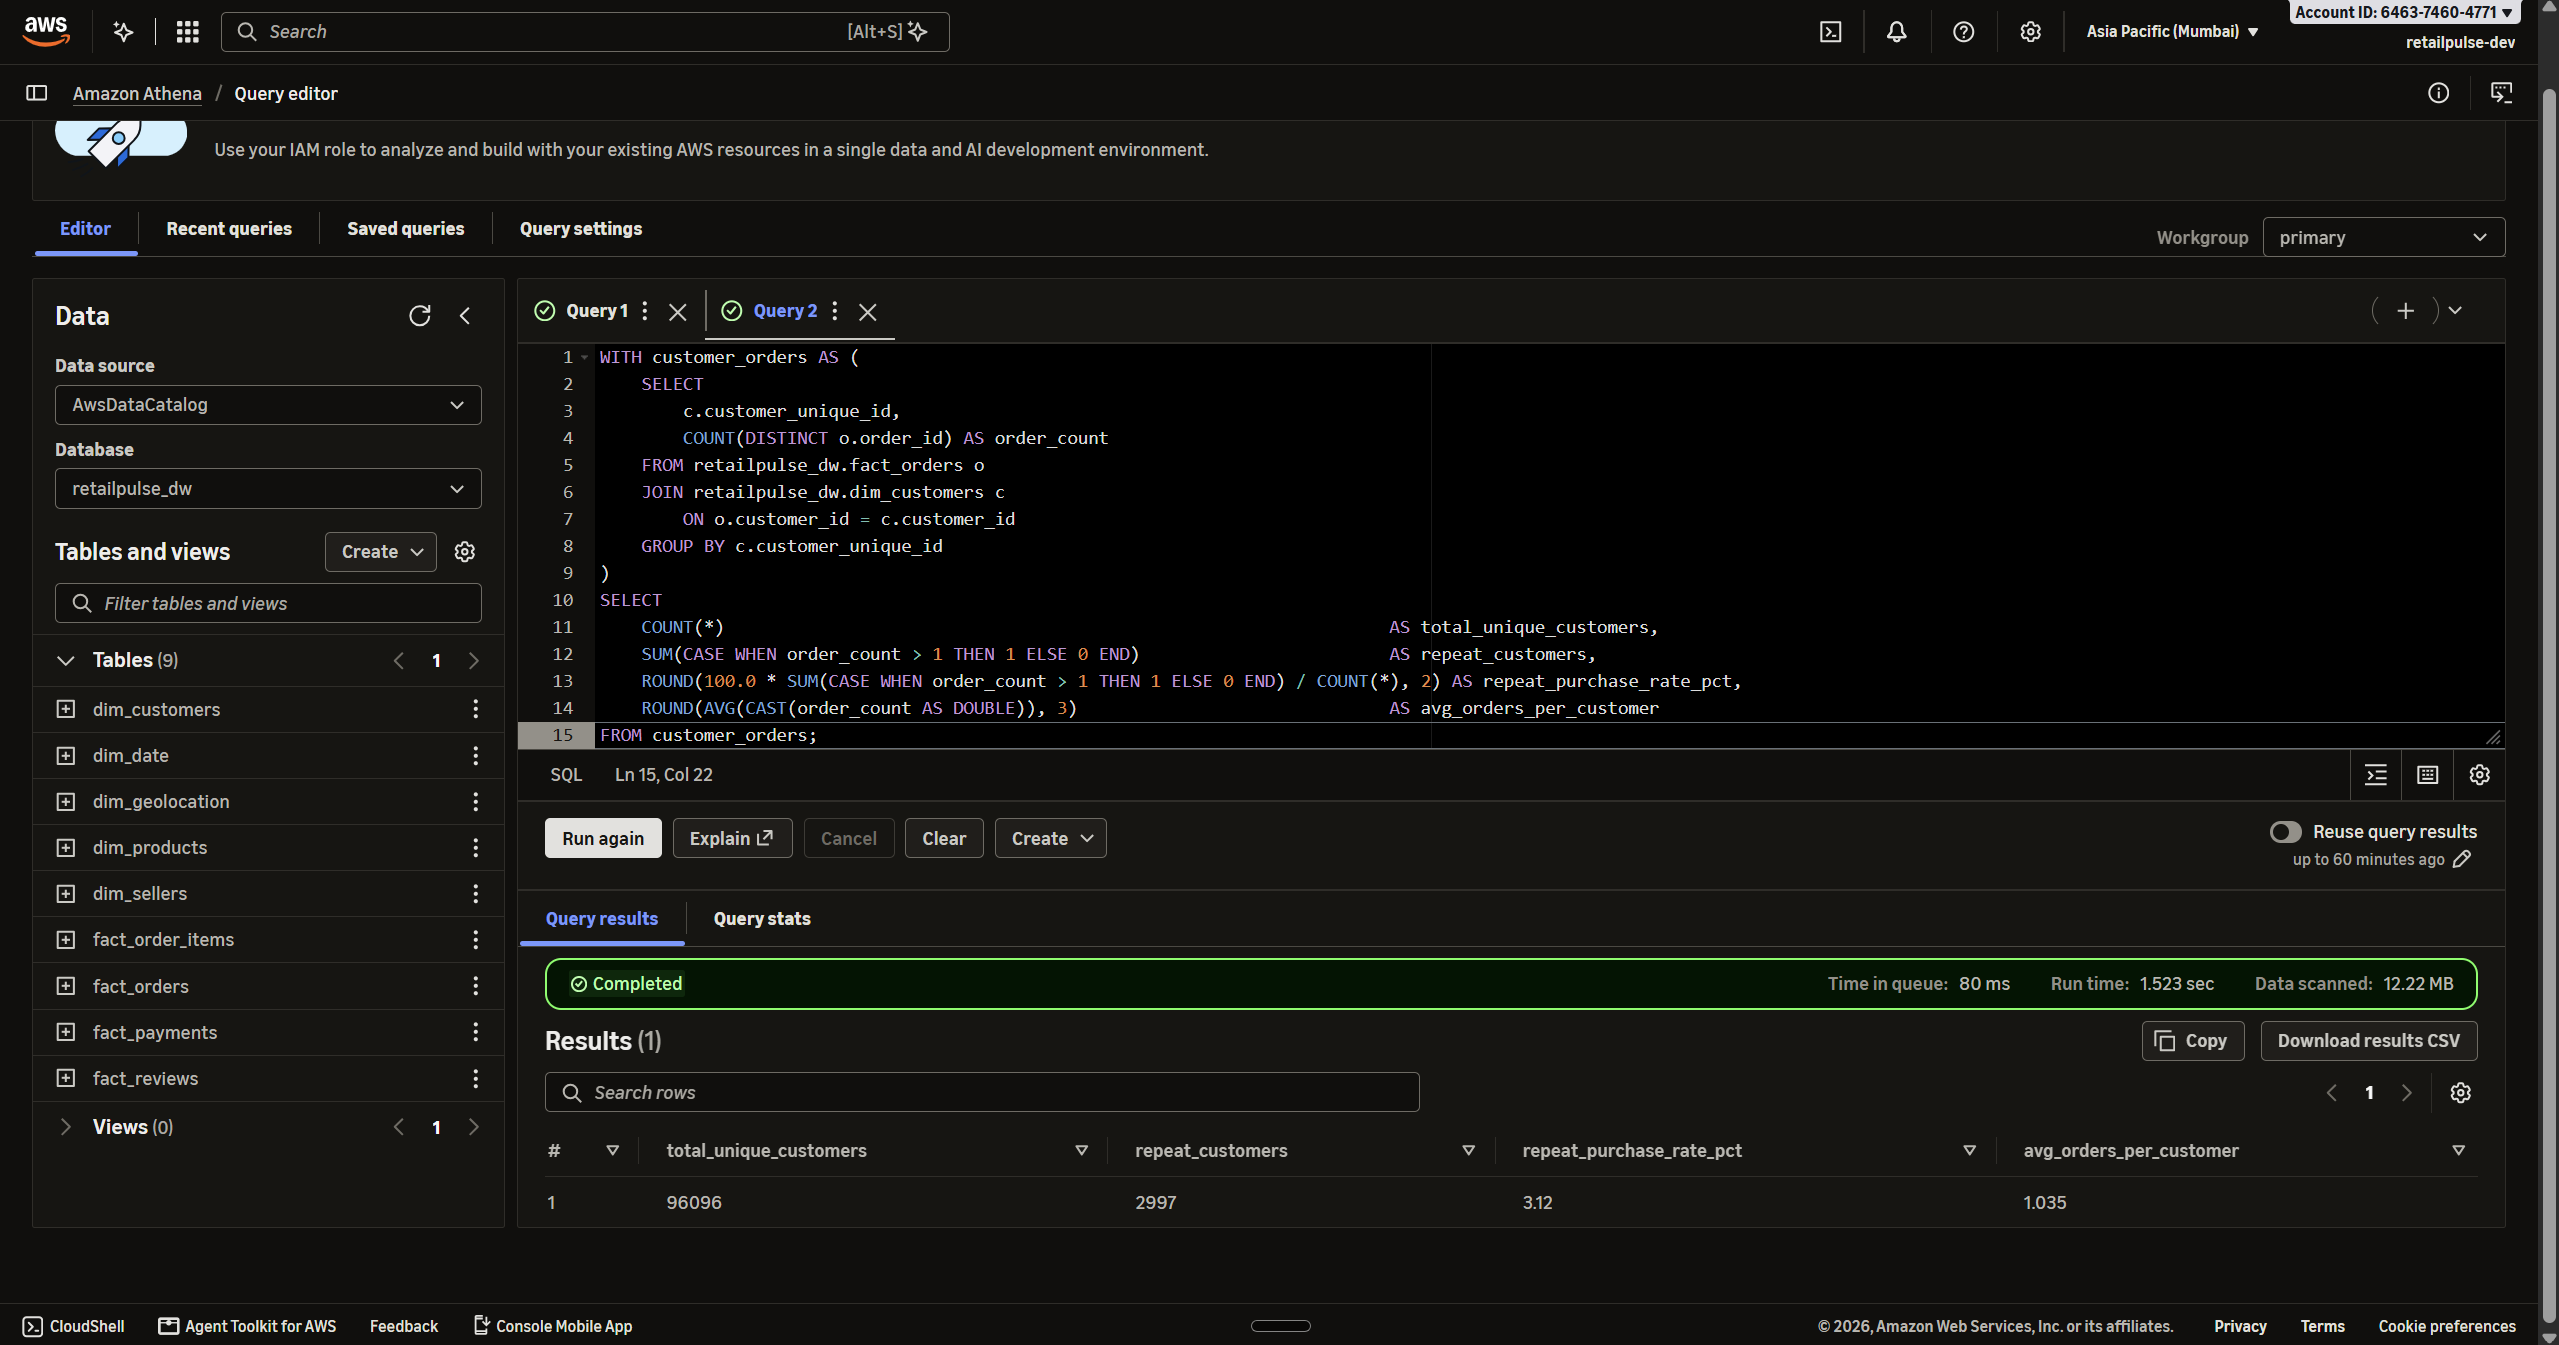 aws
Search
[Alt+S]
Asia Pacific (Mumbai) ▼
Account ID: 6463-7460-4771 ▼
retailpulse-dev
Amazon Athena / Query editor
Use your IAM role to analyze and build with your existing AWS resources in a single data and AI development environment.
Editor
Recent queries
Saved queries
Query settings
Workgroup
primary
Data
Data source
AwsDataCatalog
Database
retailpulse_dw
Tables and views
Create
Filter tables and views
Tables (9)
1
dim_customers
dim_date
dim_geolocation
dim_products
dim_sellers
fact_order_items
fact_orders
fact_payments
fact_reviews
Views (0)
1
Query 1
Query 2
1 WITH customer_orders AS (
2     SELECT
3         c.customer_unique_id,
4         COUNT(DISTINCT o.order_id) AS order_count
5     FROM retailpulse_dw.fact_orders o
6     JOIN retailpulse_dw.dim_customers c
7         ON o.customer_id = c.customer_id
8     GROUP BY c.customer_unique_id
9 )
10 SELECT
11     COUNT(*) AS total_unique_customers,
12     SUM(CASE WHEN order_count > 1 THEN 1 ELSE 0 END) AS repeat_customers,
13     ROUND(100.0 * SUM(CASE WHEN order_count > 1 THEN 1 ELSE 0 END) / COUNT(*), 2) AS repeat_purchase_rate_pct,
14     ROUND(AVG(CAST(order_count AS DOUBLE)), 3) AS avg_orders_per_customer
15 FROM customer_orders;
SQL Ln 15, Col 22
Run again
Explain
Cancel
Clear
Create
Reuse query results
up to 60 minutes ago
Query results
Query stats
Completed
Time in queue: 80 ms
Run time: 1.523 sec
Data scanned: 12.22 MB
Results (1)
Copy
Download results CSV
Search rows
1
# total_unique_customers repeat_customers repeat_purchase_rate_pct avg_orders_per_customer
1 96096 2997 3.12 1.035
CloudShell
Agent Toolkit for AWS
Feedback
Console Mobile App
© 2026, Amazon Web Services, Inc. or its affiliates.
Privacy
Terms
Cookie preferences